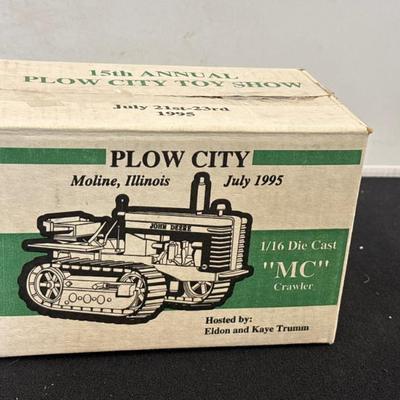 15th ANNUAL
PLOW CITY TOY SHOW
July 21st-23rd
1995
PLOW CITY
Moline, Illinois July 1995
JOHN DEERE
1/16 Die Cast
"MC"
Crawler
Hosted by:
Eldon and Kaye Trumm